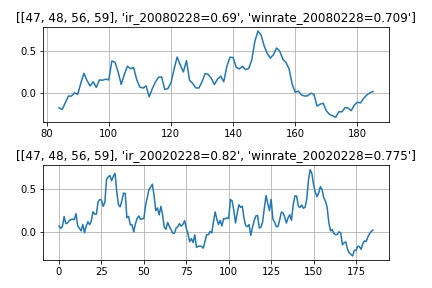 [[47, 48, 56, 59], 'ir_20080228=0.69', 'winrate_20080228=0.709']
0.5
0.0
80 100 120 140 160 180
[[47, 48, 56, 59], 'ir_20020228=0.82', 'winrate_20020228=0.775']
0.5
0.0
0 25 50 75 100 125 150 175